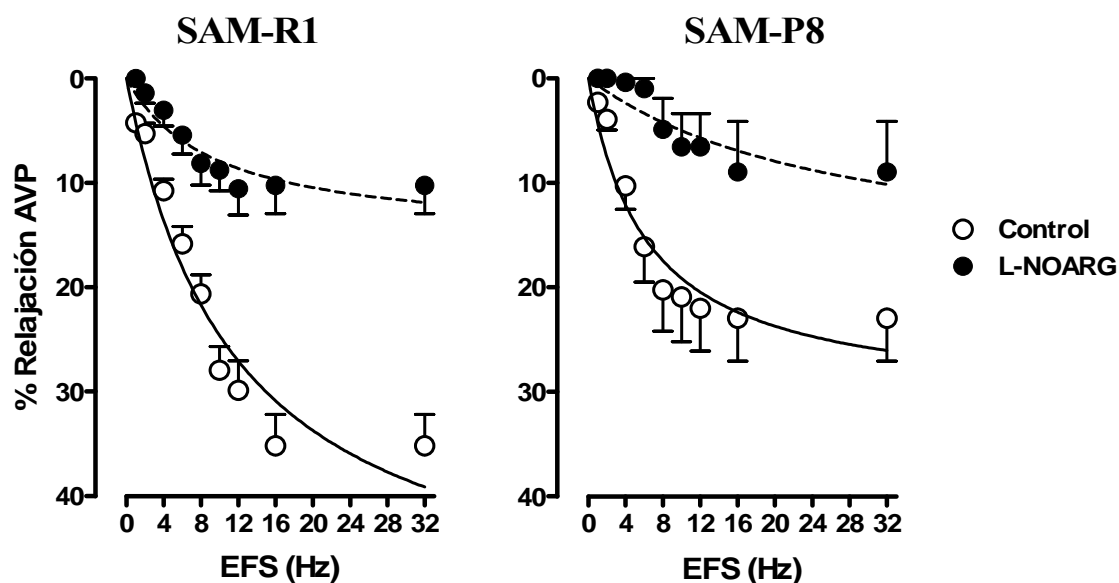 SAM-R1
SAM-P8
% Relajación AVP
0
10
20
30
40
0 4 8 12 16 20 24 28 32
EFS (Hz)
0
10
20
30
40
0 4 8 12 16 20 24 28 32
EFS (Hz)
Control
L-NOARG